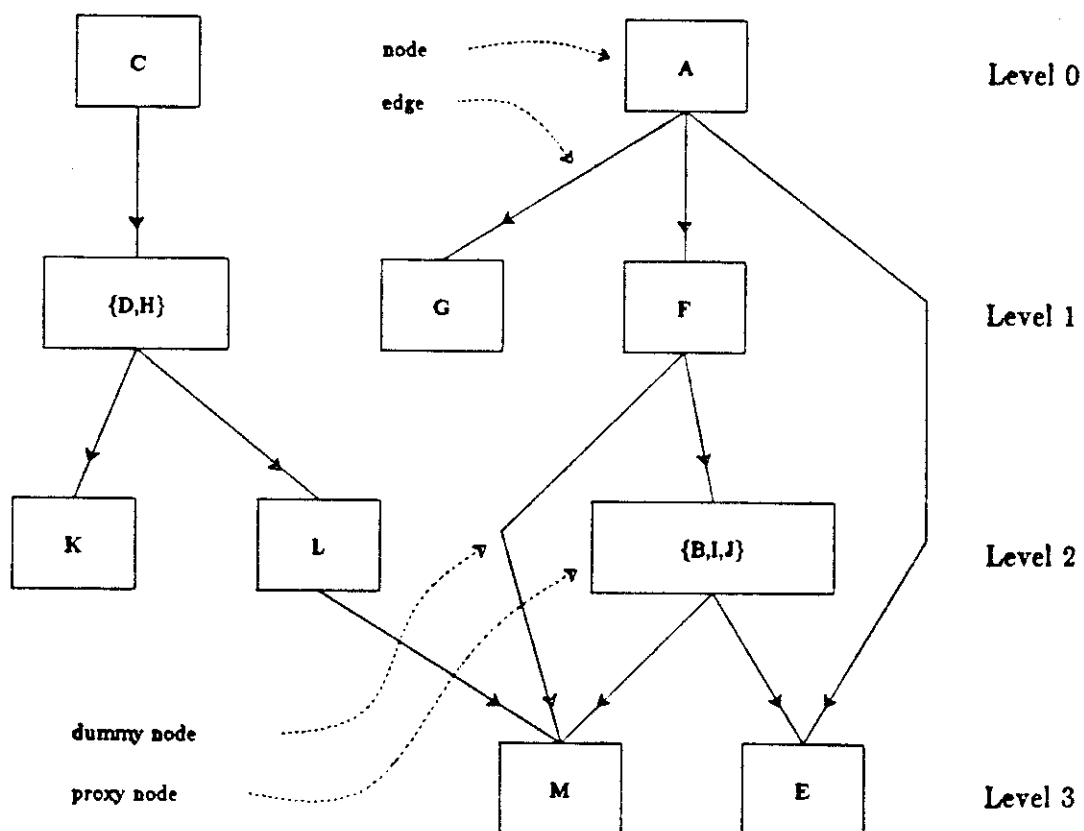 node
C
A
Level 0
edge
{D,H}
G
F
Level 1
K
L
{B,I,J}
Level 2
dummy node
proxy node
M
E
Level 3